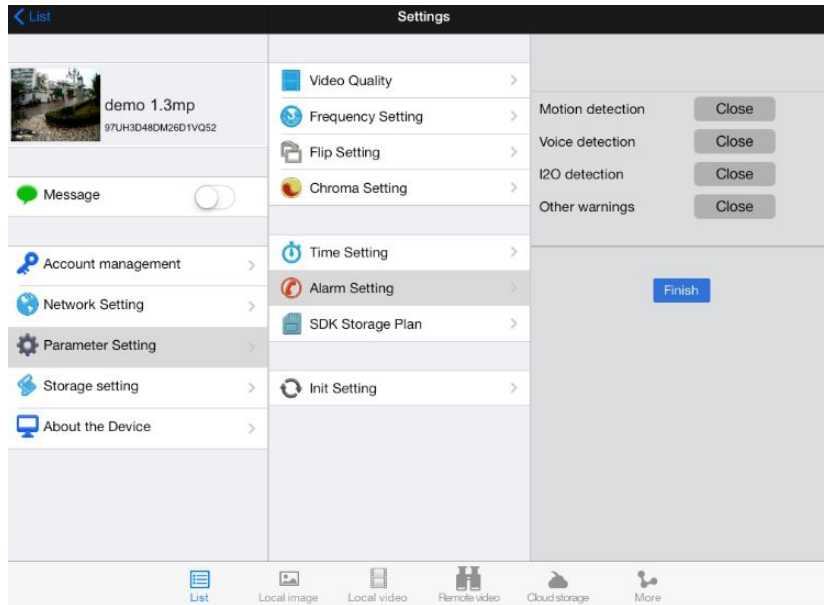 List
Settings
demo 1.3mp
97UH3D48DM26D1VQ52
Message
Account management
Network Setting
Parameter Setting
Storage setting
About the Device
Video Quality
Frequency Setting
Flip Setting
Chroma Setting
Time Setting
Alarm Setting
SDK Storage Plan
Init Setting
Motion detection Close
Voice detection Close
I2O detection Close
Other warnings Close
Finish
List Local image Local video Remote video Cloud storage More